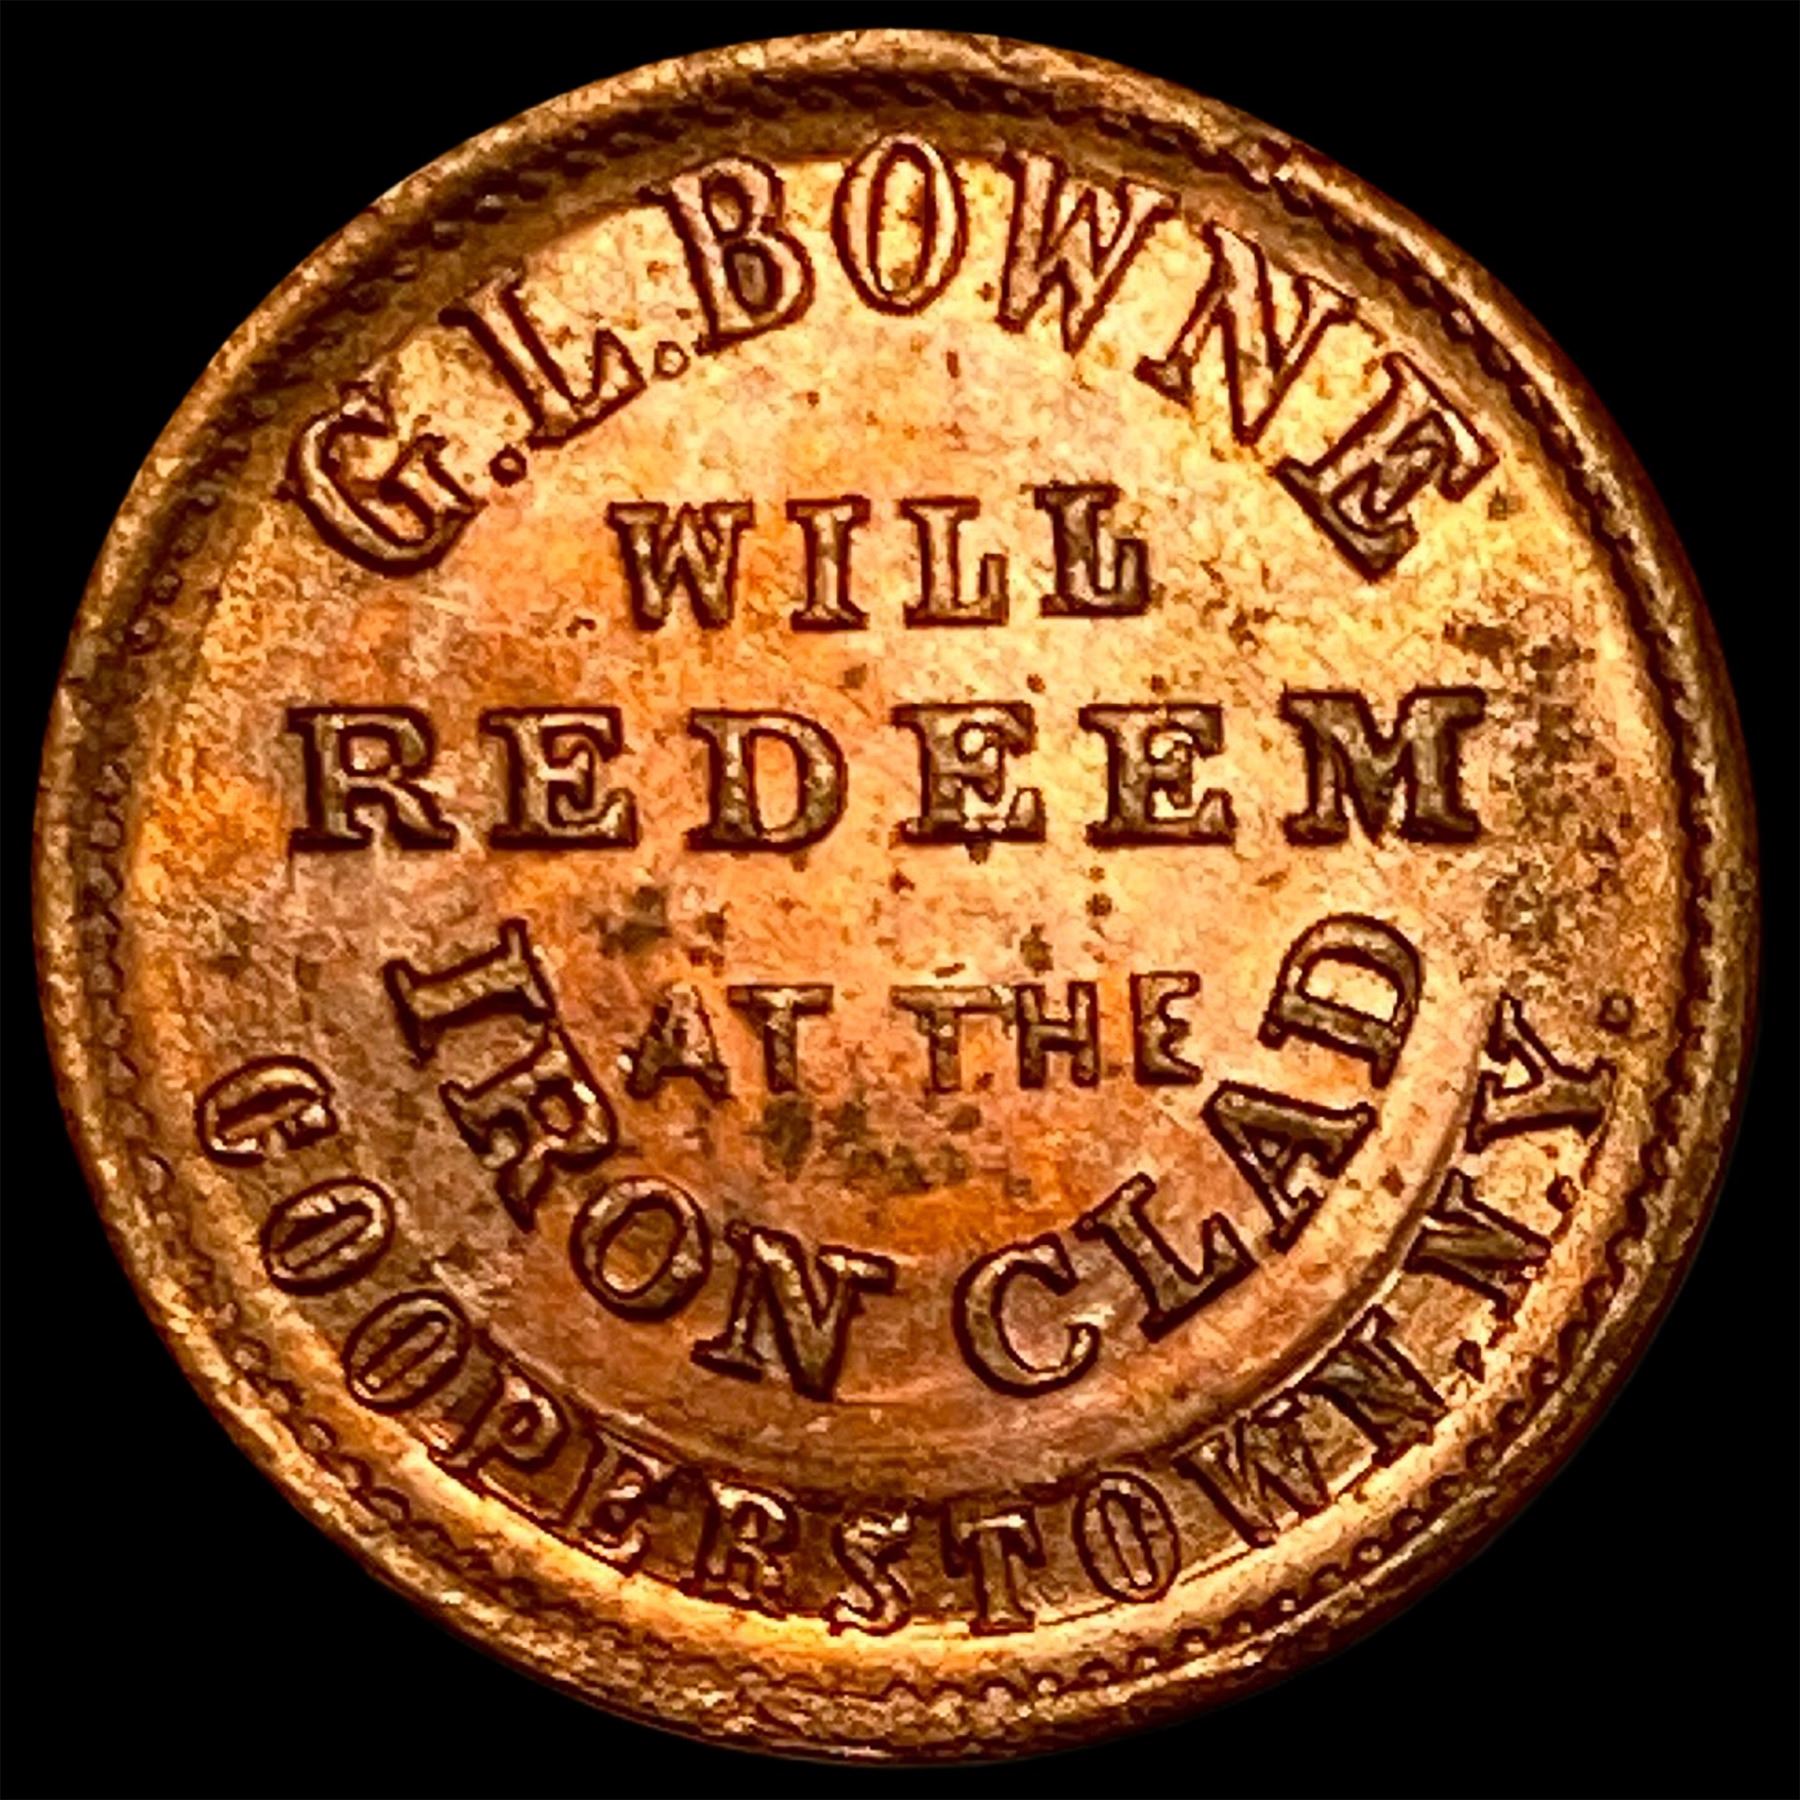 G.L.BOWNE
WILL
REDEEM
AT THE
IRON CLAD
COOPERSTOWN.N.Y.